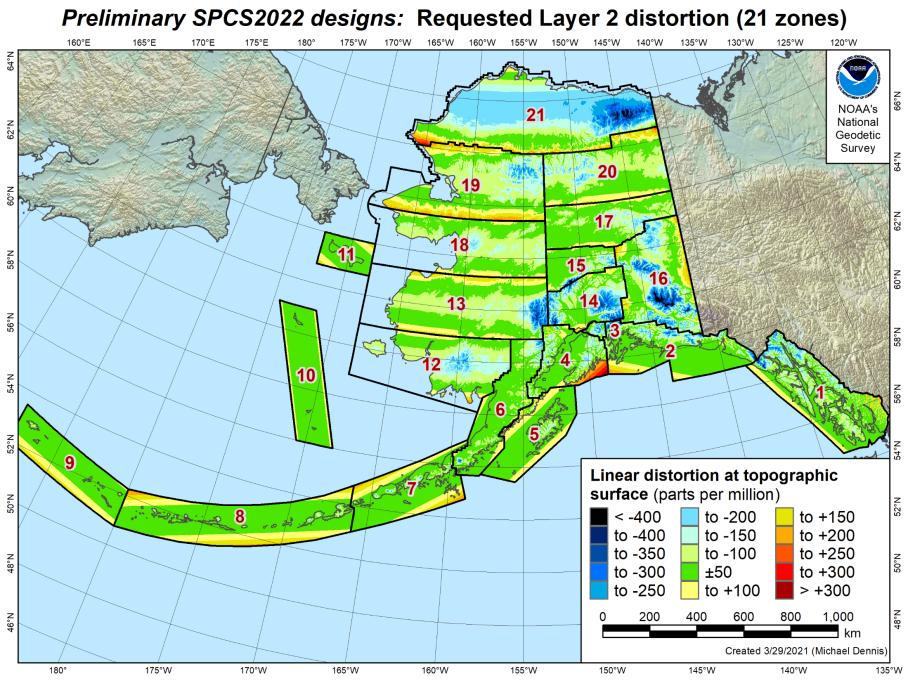 Preliminary SPCS2022 designs: Requested Layer 2 distortion (21 zones)
160°E 165°E 170°E 175°E 180° 175°W 170°W 165°W 160°W 155°W 150°W 145°W 140°W 135°W 130°W 125°W 120°W
64°N
62°N
60°N
58°N
56°N
54°N
52°N
50°N
48°N
46°N
66°N
64°N
62°N
60°N
58°N
56°N
54°N
52°N
50°N
48°N
NOAA
NOAA's
National
Geodetic
Survey
21
19
20
17
18
11
15
16
14
13
3
2
4
12
10
1
6
5
9
7
8
Linear distortion at topographic
surface (parts per million)
< -400 to -200 to +150
to -400 to -150 to +200
to -350 to -100 to +250
to -300 ±50 to +300
to -250 to +100 > +300
0 200 400 600 800 1,000
km
Created 3/29/2021 (Michael Dennis)
180° 175°W 170°W 165°W 160°W 155°W 150°W 145°W 140°W 135°W